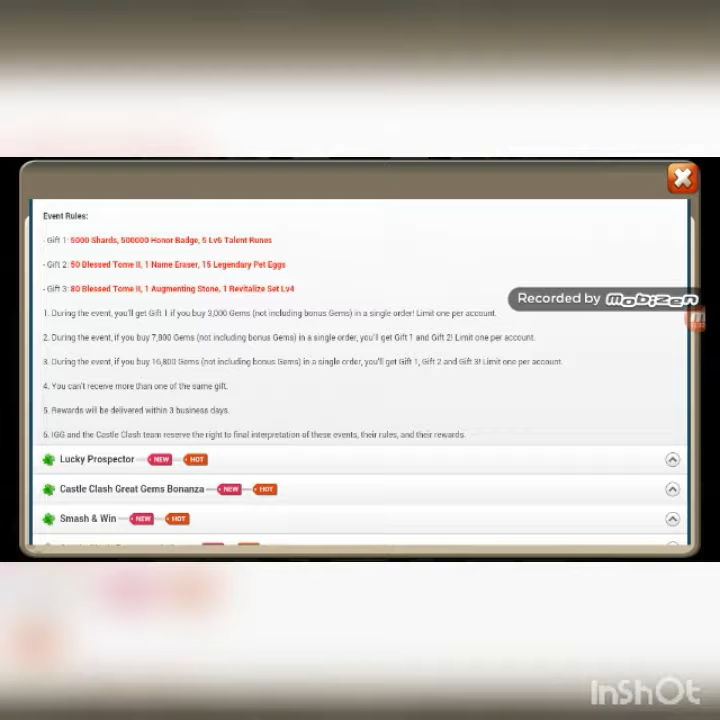 Event Rules:
- Gift 1: 5000 Shards, 500000 Honor Badge, 5 Lv6 Talent Runes
- Gift 2: 50 Blessed Tome II, 1 Name Eraser, 15 Legendary Pet Eggs
- Gift 3: 80 Blessed Tome II, 1 Augmenting Stone, 1 Revitalize Set Lv4
Recorded by Mobizen
1. During the event, you'll get Gift 1 if you buy 3,000 Gems (not including bonus Gems) in a single order! Limit one per account.
2. During the event, if you buy 7,800 Gems (not including bonus Gems) in a single order, you'll get Gift 1 and Gift 2! Limit one per account.
3. During the event, if you buy 16,800 Gems (not including bonus Gems) in a single order, you'll get Gift 1, Gift 2 and Gift 3! Limit one per account.
4. You can't receive more than one of the same gift.
5. Rewards will be delivered within 3 business days.
6. IGG and the Castle Clash team reserve the right to final interpretation of these events, their rules, and their rewards.
Lucky Prospector NEW HOT
Castle Clash Great Gems Bonanza NEW HOT
Smash & Win NEW HOT
InShOt